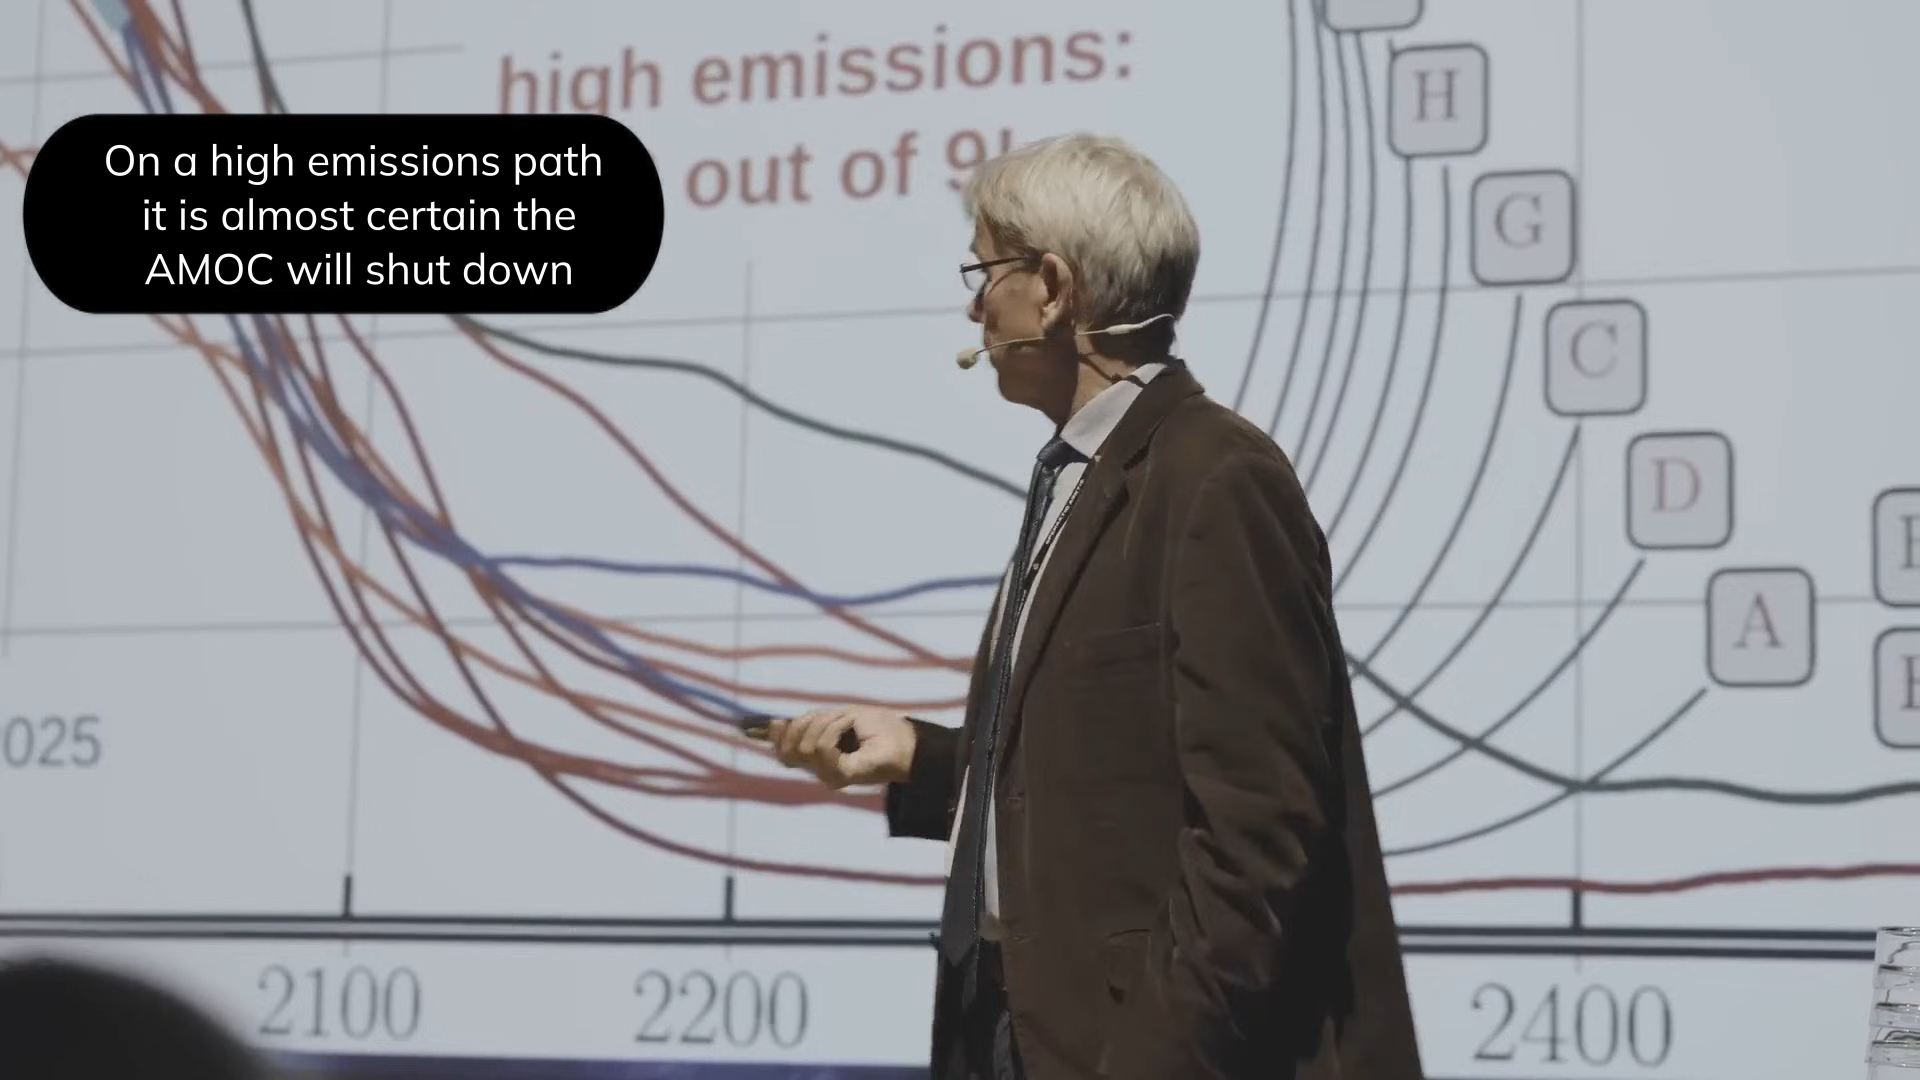 high emissions:
out of 9!
On a high emissions path
it is almost certain the
AMOC will shut down
H
G
C
D
A
2100
2200
2400